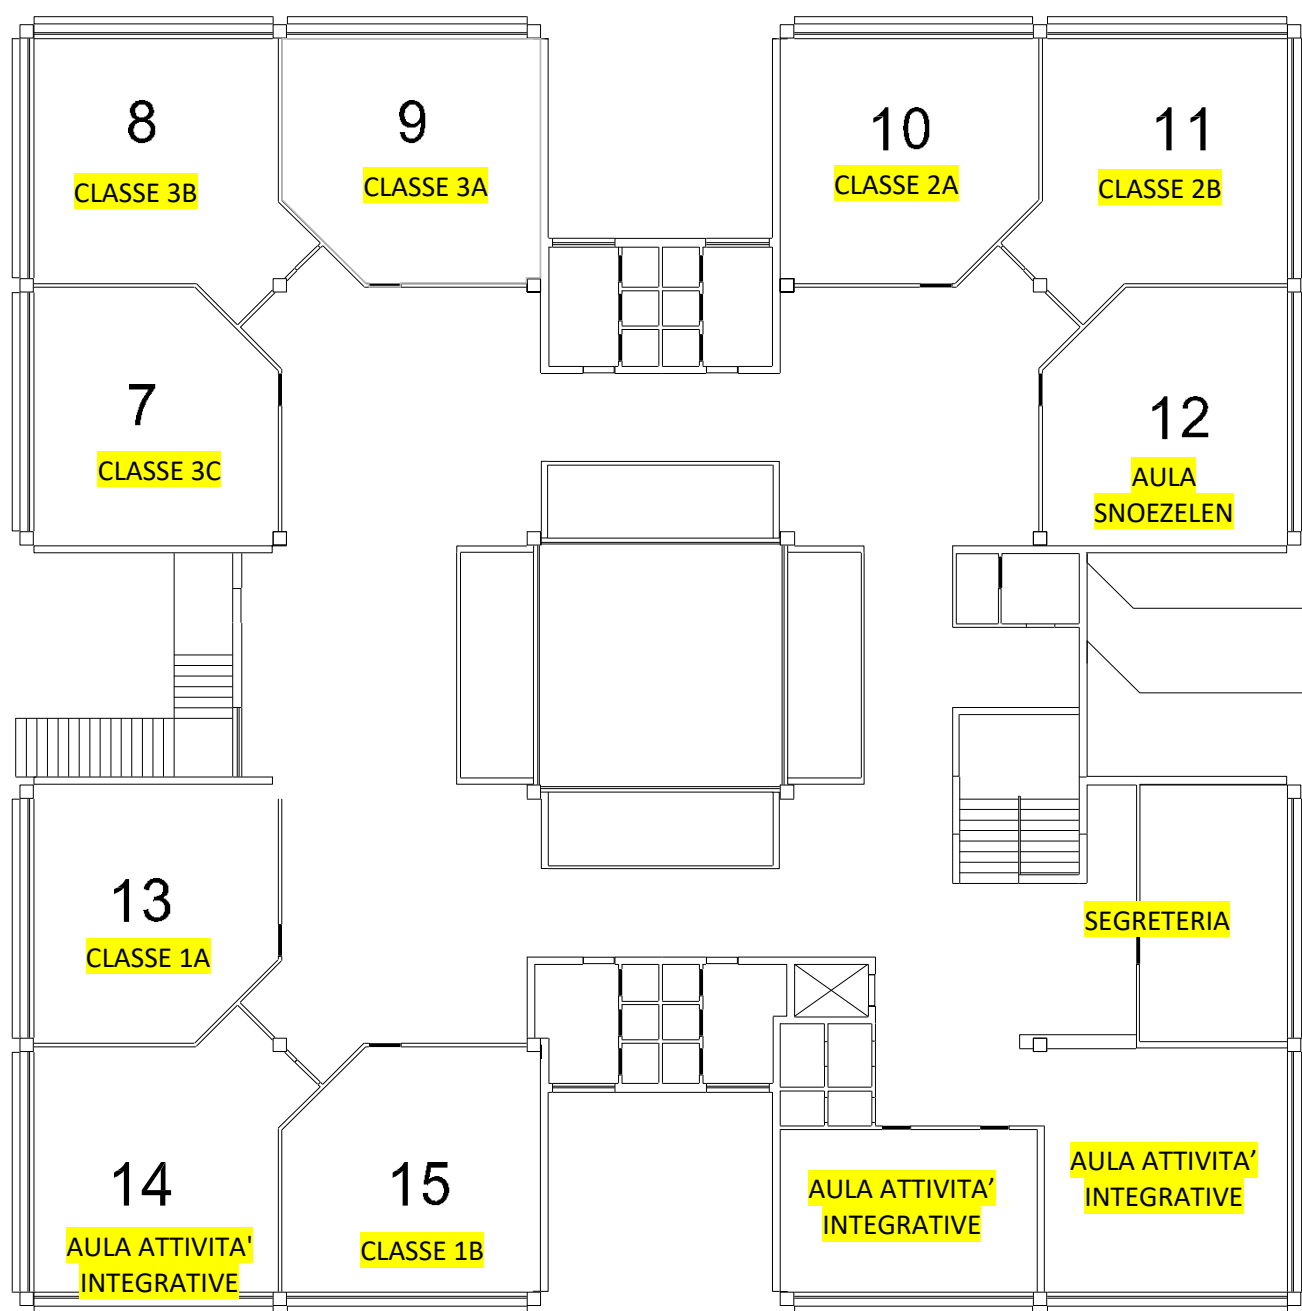 8
CLASSE 3B
9
CLASSE 3A
10
CLASSE 2A
11
CLASSE 2B
7
CLASSE 3C
12
AULA
SNOEZELEN
13
CLASSE 1A
SEGRETERIA
14
AULA ATTIVITA'
INTEGRATIVE
15
CLASSE 1B
AULA ATTIVITA’
INTEGRATIVE
AULA ATTIVITA’
INTEGRATIVE